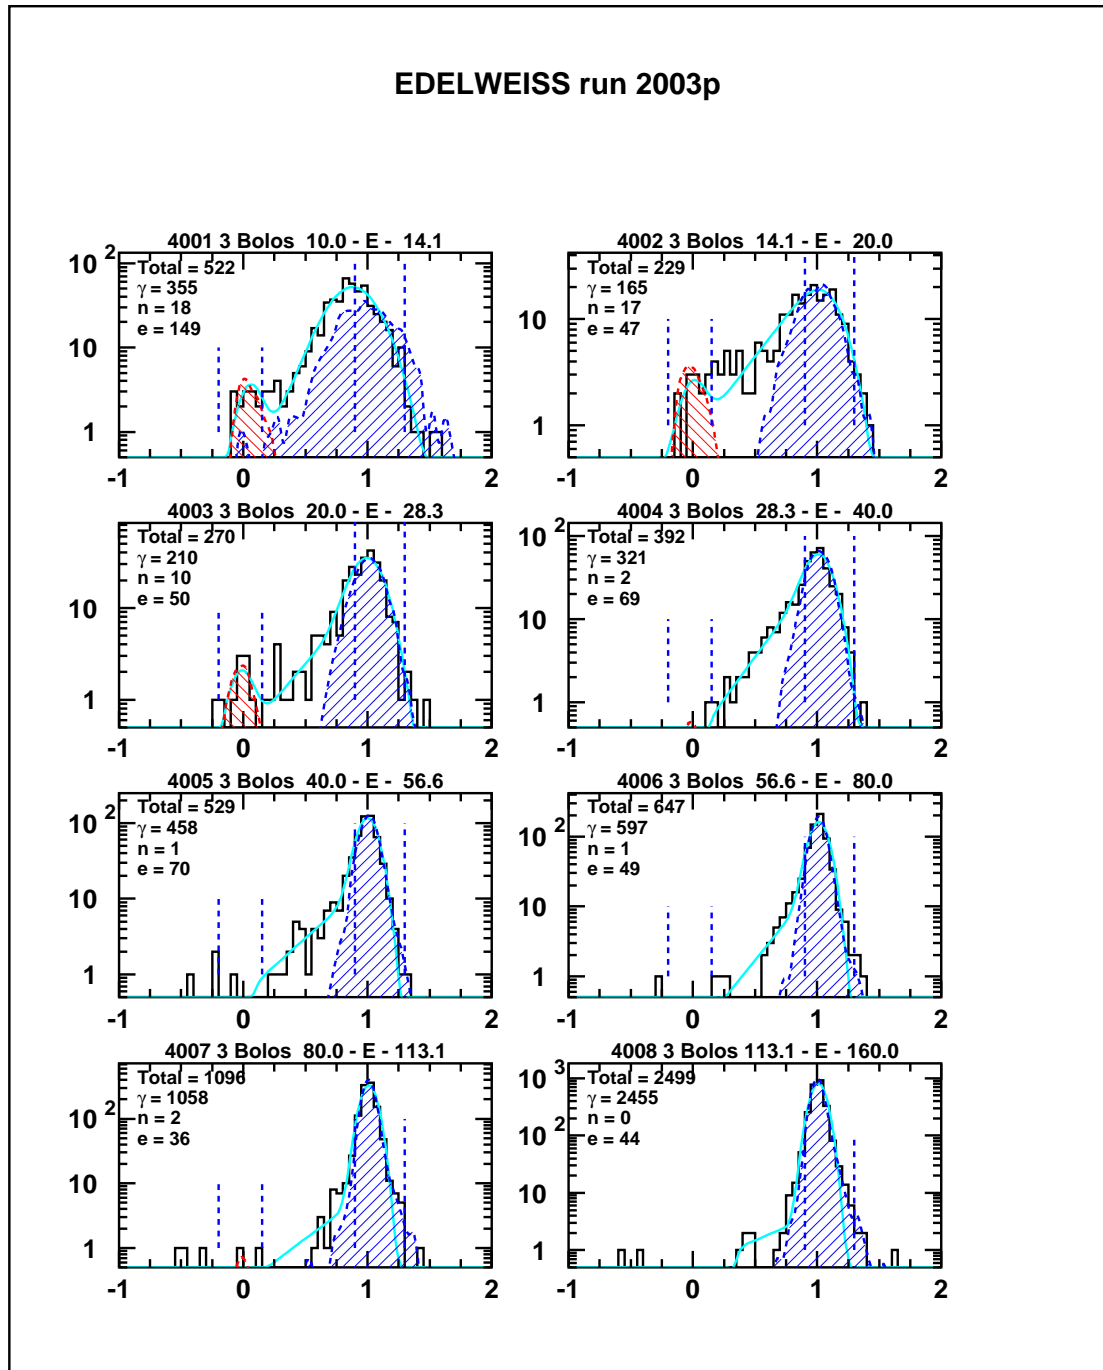 EDELWEISS run 2003p
4001 3 Bolos 10.0 - E - 14.1
10 2
10
1
Total = 522
γ = 355
n = 18
e = 149
-1 0 1 2
4002 3 Bolos 14.1 - E - 20.0
10
1
Total = 229
γ = 165
n = 17
e = 47
-1 0 1 2
4003 3 Bolos 20.0 - E - 28.3
10
1
Total = 270
γ = 210
n = 10
e = 50
-1 0 1 2
4004 3 Bolos 28.3 - E - 40.0
10 2
10
1
Total = 392
γ = 321
n = 2
e = 69
-1 0 1 2
4005 3 Bolos 40.0 - E - 56.6
10 2
10
1
Total = 529
γ = 458
n = 1
e = 70
-1 0 1 2
4006 3 Bolos 56.6 - E - 80.0
10 2
10
1
Total = 647
γ = 597
n = 1
e = 49
-1 0 1 2
4007 3 Bolos 80.0 - E - 113.1
10 2
10
1
Total = 1096
γ = 1058
n = 2
e = 36
-1 0 1 2
4008 3 Bolos 113.1 - E - 160.0
10 3
10 2
10
1
Total = 2499
γ = 2455
n = 0
e = 44
-1 0 1 2